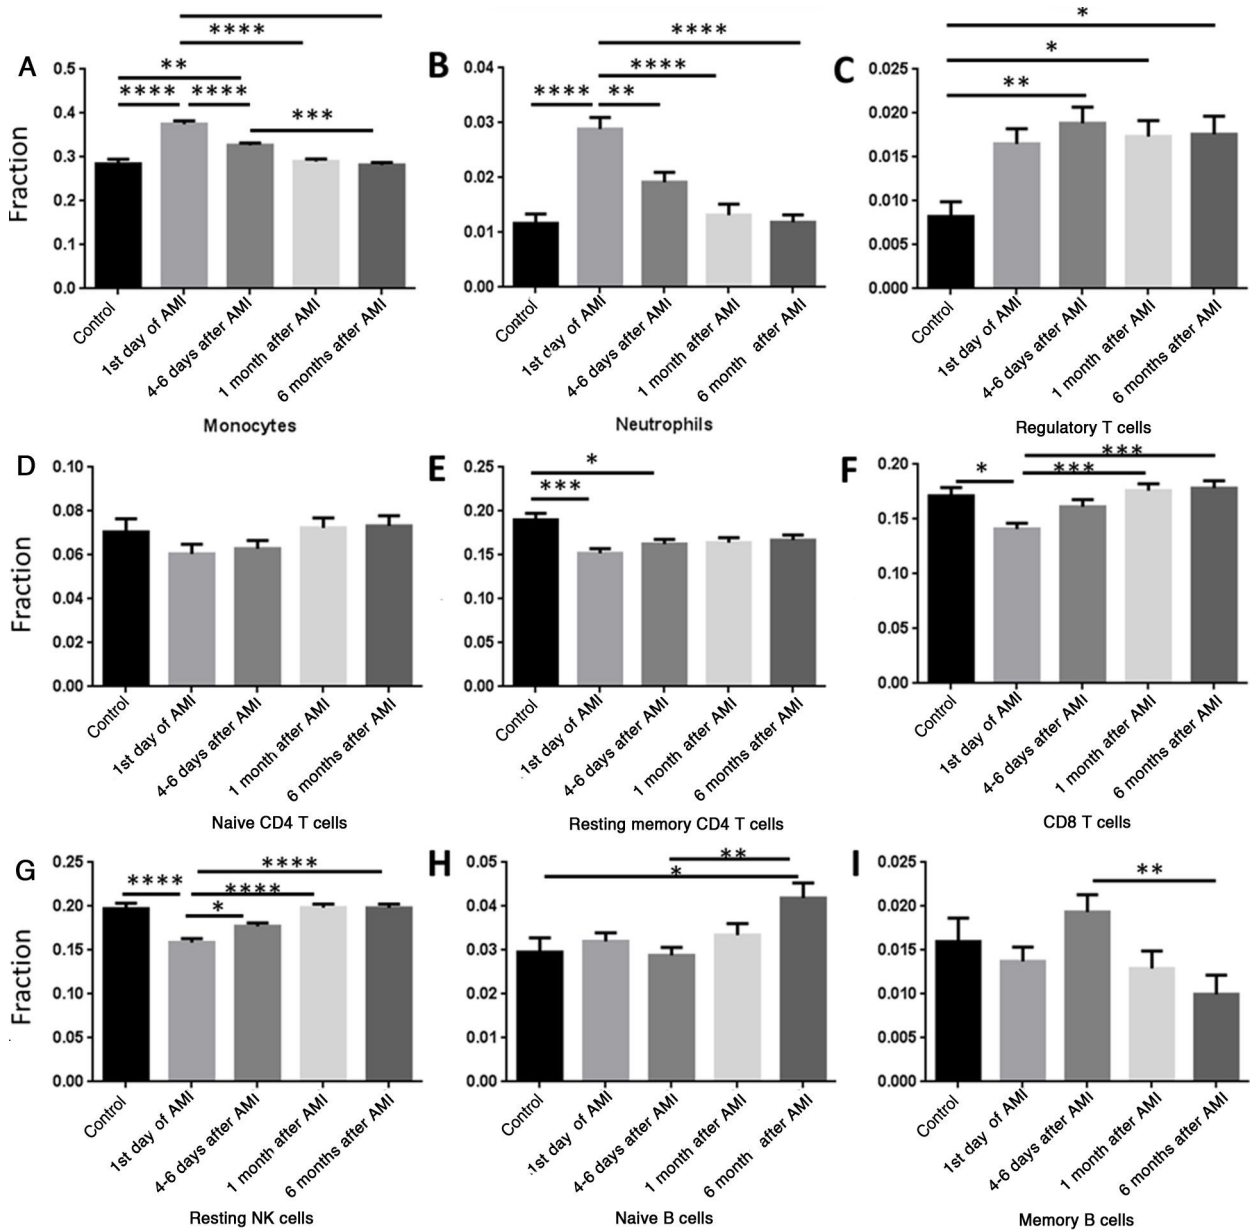 ****
A
**
**** ****
***
Fraction
0.5
0.4
0.3
0.2
0.1
0.0
Control
1st day of AMI
4-6 days after AMI
1 month after AMI
6 months after AMI
Monocytes
B
****
****
**** **
0.04
0.03
0.02
0.01
0.00
Control
1st day of AMI
4-6 days after AMI
1 month after AMI
6 month after AMI
Neutrophils
C
*
*
**
0.025
0.020
0.015
0.010
0.005
0.000
Control
1st day of AMI
4-6 days after AMI
1 month after AMI
6 months after AMI
Regulatory T cells
D
Fraction
0.10
0.08
0.06
0.04
0.02
0.00
Control
1st day of AMI
4-6 days after AMI
1 month after AMI
6 months after AMI
Naive CD4 T cells
E
*
***
0.25
0.20
0.15
0.10
0.05
0.00
Control
1st day of AMI
4-6 days after AMI
1 month after AMI
6 months after AMI
Resting memory CD4 T cells
F
***
* ***
0.20
0.15
0.10
0.05
0.00
Control
1st day of AMI
4-6 days after AMI
1 month after AMI
6 months after AMI
CD8 T cells
G
****
**** ****
*
Fraction
0.25
0.20
0.15
0.10
0.05
0.00
Control
1st day of AMI
4-6 days after AMI
1 month after AMI
6 months after AMI
Resting NK cells
H
**
*
0.05
0.04
0.03
0.02
0.01
0.00
Control
1st day of AMI
4-6 days after AMI
1 month after AMI
6 month after AMI
Naive B cells
I
**
0.025
0.020
0.015
0.010
0.005
0.000
Control
1st day of AMI
4-6 days after AMI
1 month after AMI
6 months after AMI
Memory B cells